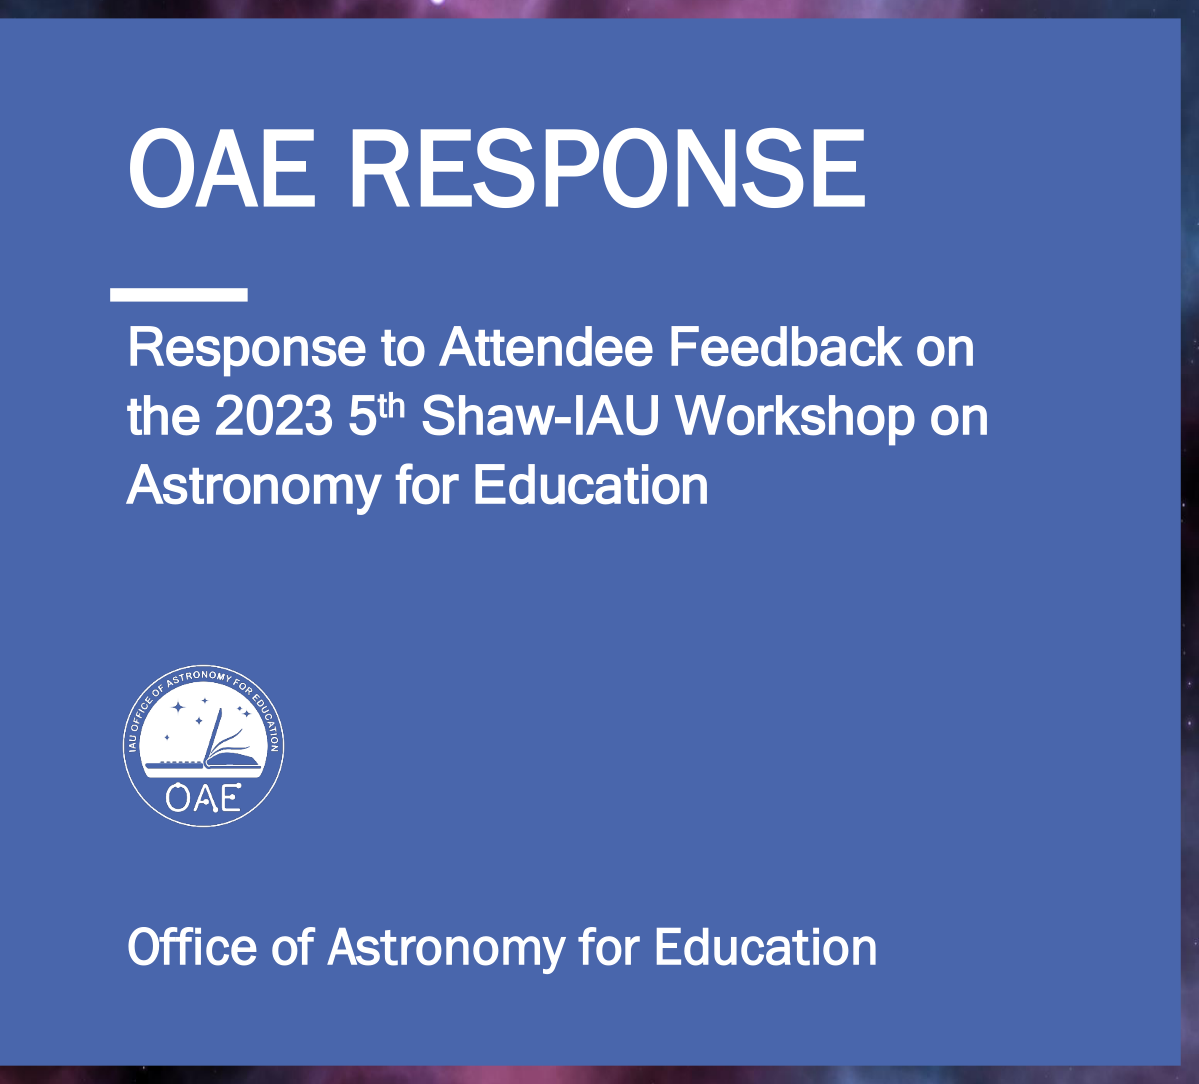 OAE RESPONSE
Response to Attendee Feedback on
the 2023 5th Shaw-IAU Workshop on
Astronomy for Education
IAU OFFICE OF ASTRONOMY FOR EDUCATION
OAE
Office of Astronomy for Education